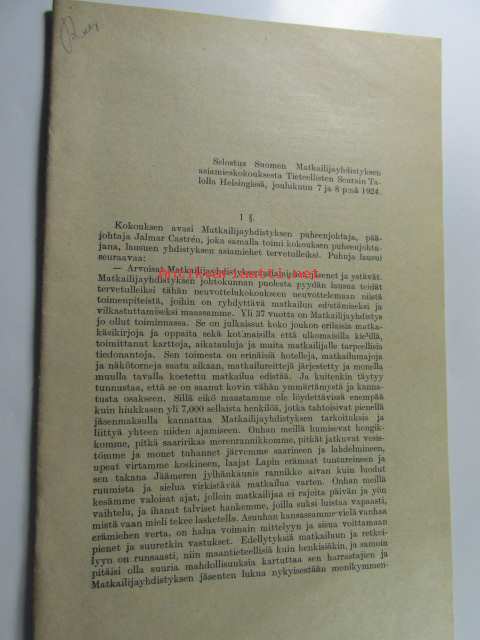 Selostus Suomen Matkailijayhdistyksen
asiamieskokouksesta Tieteellisten Seurain Ta-
lolla Helsingissä, joulukuun 7 ja 8 p:nä 1924.
1 §.
Kokouksen avasi Matkailijayhdistyksen puheenjohtaja, pää-
johtaja Jalmar Castrén, joka samalla toimi kokouksen puheenjohta-
jana, lausuen yhdistyksen asiamiehet tervetulleiksi. Puhuja lausui
seuraavaa:
— Arvoisat Matkailijayhdistyksen jäsenet ja ystävät.
Matkailijayhdistyksen johtokunnan puolesta pyydän lausua teidät
tervetulleiksi tähän neuvottelukokoukseen neuvottelemaan niistä
toimenpiteistä, joihin on ryhdyttävä matkailun edistämiseksi ja
vilkastuttamiseksi maassamme. Yli 37 vuotta on Matkailijayhdistys
jo ollut toiminnassa. Se on julkaissut koko joukon erilaisia matka-
käsikirjoja ja oppaita sekä kotimaisilla että ulkomaisilla kielillä,
toimittanut karttoja, aikatauluja ja muita matkailijalle tarpeellisia
tiedonantoja. Sen toimesta on erinäisiä hotelleja, matkailumajoja
ja näkötorneja saatu aikaan, matkailureittejä järjestetty ja monella
muulla tavalla koetettu matkailua edistää. Ja kuitenkin täytyy
tunnustaa, että se on saanut kovin vähän ymmärtämystä ja kanna-
tusta osakseen. Sillä eikö maastamme ole löydettävissä enempää
kuin hiukkasen yli 7,000 sellaista henkilöä, jotka tahtoisivat pienellä
jäsenmaksulla kannattaa Matkailijayhdistyksen tarkoituksia ja
liittyä yhteen niiden ajamiseen. Onhan meillä humisevat hongik-
komme, pitkä saaririkas merenrannikkomme, pitkät jatkuvat vesis-
tömme ja monet tuhannet järvemme saarineen ja lahdelmineen,
upeat virtamme koskineen, laajat Lapin erämaat tuntureineen ja
sen takana Jäämeren jylhänkaunis rannikko aivan kuin luodut
ruumista ja sielua virkistävää matkailua varten. Onhan meillä
kesämme valoisat ajat, jolloin matkailijaa ei rajoita päivän ja yön
vaihtelu, ja ihanat talviset hankemme, joilla suksi luistaa vapaasti,
mistä vaan mieli tekee lasketella. Asuuhan kansassamme vielä vanhaa
erämiehen verta, on halua voimain mittelyyn ja sisua voittamaan
pienet ja suuretkin vastukset. Edellytyksiä matkailuun ja retkei-
lyyn on runsaasti, niin maantieteellisiä kuin henkisiäkin, ja samoin
pitäisi olla suuria mahdollisuuksia kartuttaa sen harrastajien ja
Matkailijayhdistyksen jäsenten lukua nykyisestään monikymmen-